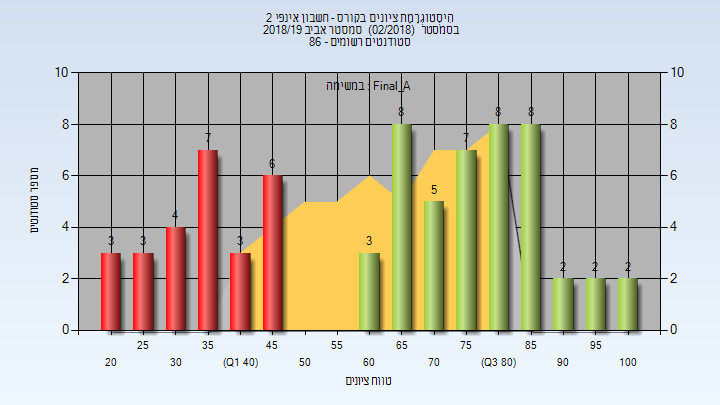 הִיסְטוֹגְרָמַת ציונים בקורס - חשבון אינפי 2
בסמסטר (02/2018) סמסטר אביב 2018/19
סטודנטים רשומים - 86
במשימה : Final_A
10 10
8 8
6 6
4 4
2 2
0 0
3 3 4 7 3 6 3 8 5 7 8 8 2 2 2
מספר סטודנטים
25 35 45 65 75 85 95
20 30 (Q1 40) 50 60 70 (Q3 80) 90 100
טווח ציונים